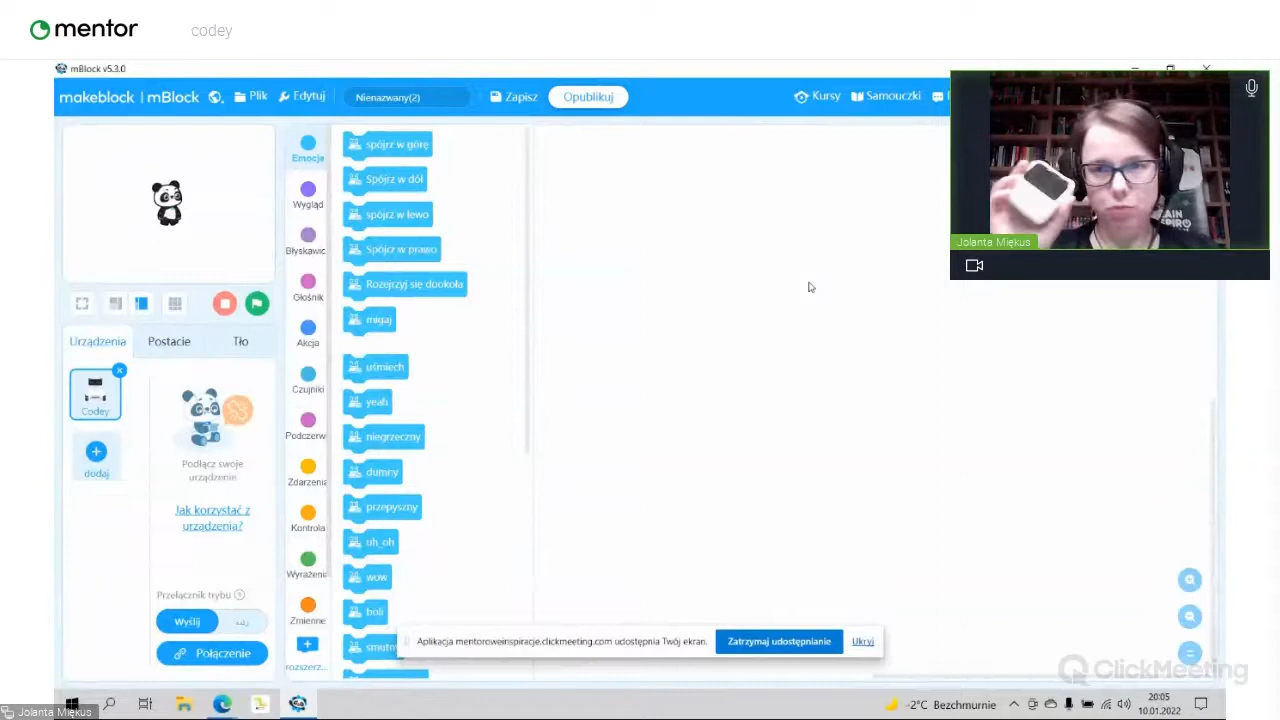 mentor
codey
mBlock v5.3.0
makeblock | mBlock
Plik
Edytuj
Nienazwany(2)
Zapisz
Opublikuj
Kursy
Samouczki
Jolanta Miękus
Emocje
Wygląd
Błyskawic
Głośnik
Akcja
Czujniki
Podczerw
Zdarzenia
Kontrola
Wyrażenia
Zmienne
rozszerz...
spójrz w górę
Spójrz w dól
spójrz w lewo
Spójrz w prawo
Rozejrzyj się dookoła
migaj
uśmiech
yeah
niegrzeczny
dumny
przepyszny
uh_oh
wow
boli
smutn
Urządzenia
Postacie
Tło
Codey
dodaj
Podłącz swoje
urządzenie
Jak korzystać z
urządzenia?
Przełącznik trybu
Wyślij
Połączenie
Aplikacja mentoroweinspiracje.clickmeeting.com udostępnia Twój ekran.
Zatrzymaj udostępnianie
Ukryj
ClickMeeting
Jolanta Miękus
-2°C Bezchmurnie
20:05
10.01.2022